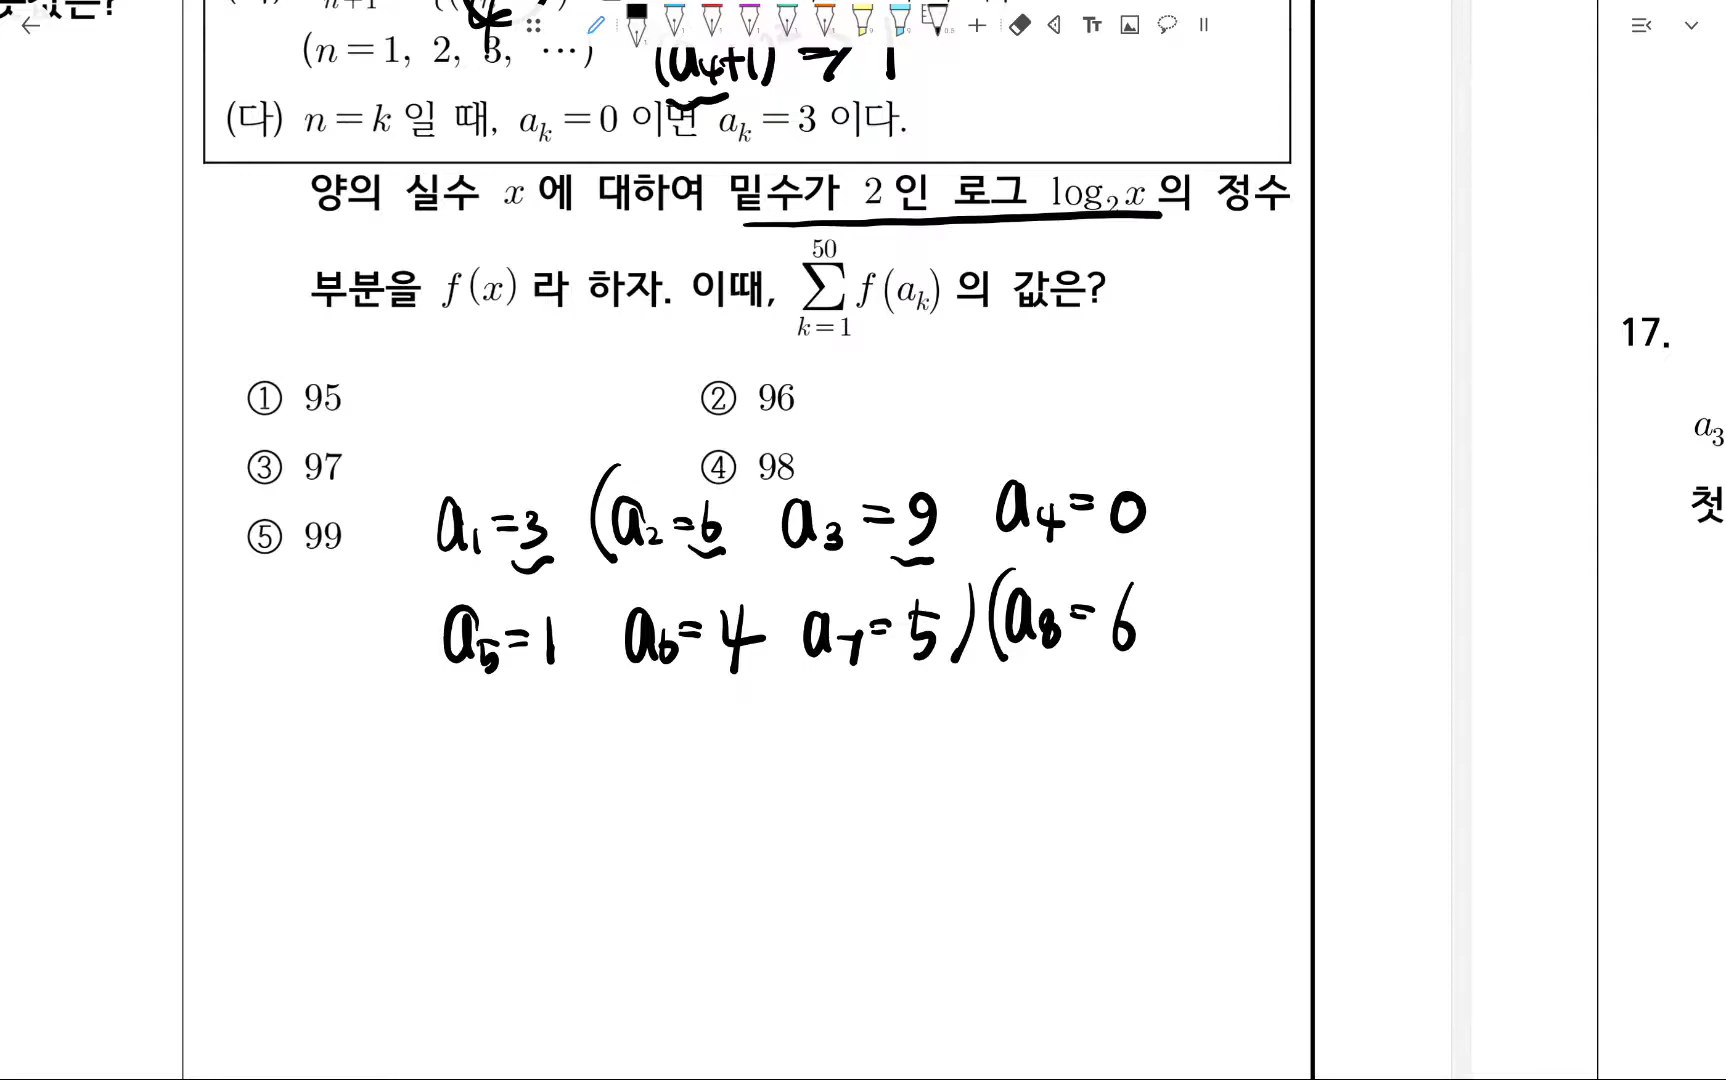 (n=1, 2, 3, ⋯)
(a₄+1) → 1
(다) n=k 일 때, aₖ=0 이면 aₖ=3 이다.
양의 실수 x 에 대하여 밑수가 2 인 로그 log₂x 의 정수
부분을 f(x) 라 하자. 이때, ∑_{k=1}^{50} f(aₖ) 의 값은?
① 95 ② 96
③ 97 ④ 98
⑤ 99
a₁=3 (a₂=6 a₃=9 a₄=0
a₅=1 a₆=4 a₇=5) (a₈=6
17.
a₃
첫